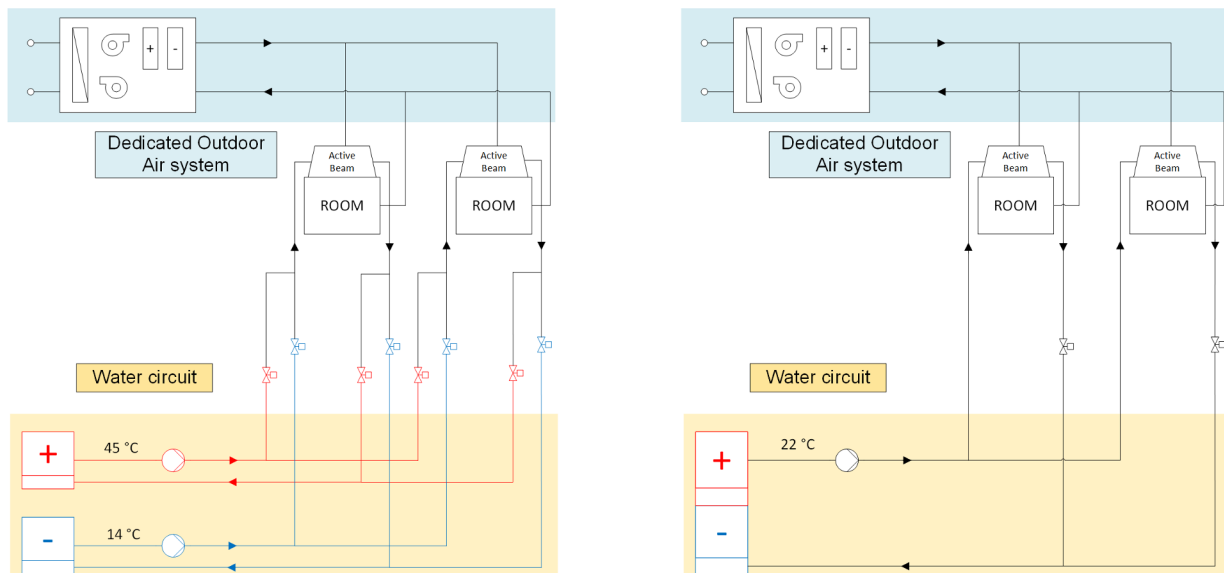 + -
Dedicated Outdoor
Air system
Active
Beam
ROOM
Active
Beam
ROOM
Water circuit
+
45 °C
-
14 °C
+ -
Dedicated Outdoor
Air system
Active
Beam
ROOM
Active
Beam
ROOM
Water circuit
+
22 °C
-